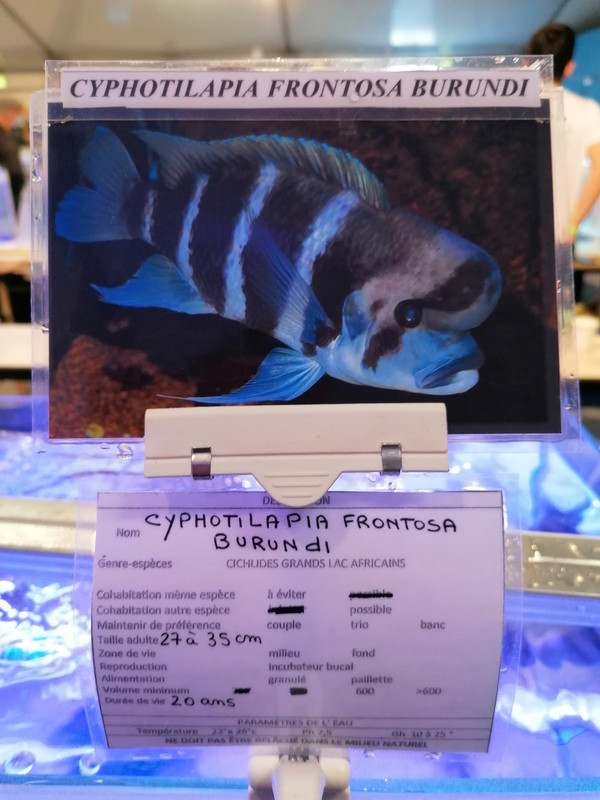 CYPHOTILAPIA FRONTOSA BURUNDI
Nom CYPHOTILAPIA FRONTOSA
BURUNdI
Genre-espèces CICHLIDES GRANDS LAC AFRICAINS
Cohabitation même espèce à éviter
Cohabitation autre espèce possible
Maintenir de préférence couple trio banc
Taille adulte 27 à 35 cm
Zone de vie milieu fond
Reproduction incubateur bucal
Alimentation granulé paillette
Volume minimum 600 >600
Durée de vie 20 ans
PARAMETRES DE L'EAU
Température 22°à 26°c Ph 7,5 Gh 10 à 25 °
NE DOIT PAS ÊTRE RELÂCHÉ DANS LE MILIEU NATUREL